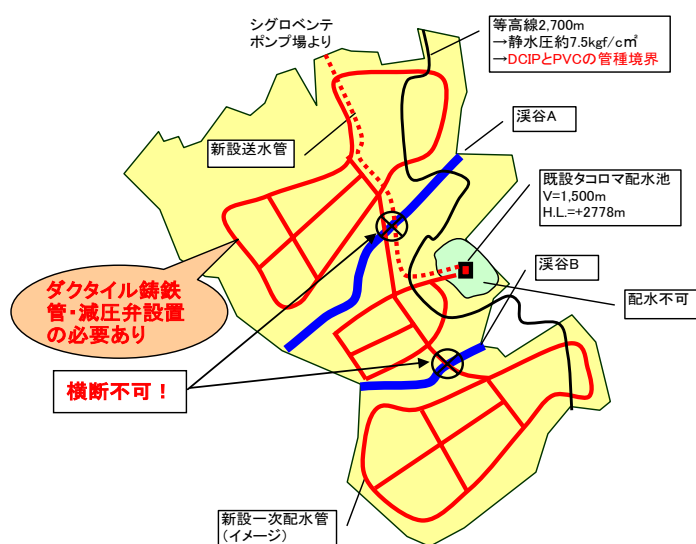 シグロベンテ
ポンプ場より
等高線2,700m
→静水圧約7.5kgf/c㎡
→DCIPとPVCの管種境界
渓谷A
新設送水管
既設タコロマ配水池
V=1,500m
H.L.=+2778m
渓谷B
配水不可
ダクタイル鋳鉄
管・減圧弁設置
の必要あり
横断不可！
新設一次配水管
(イメージ)